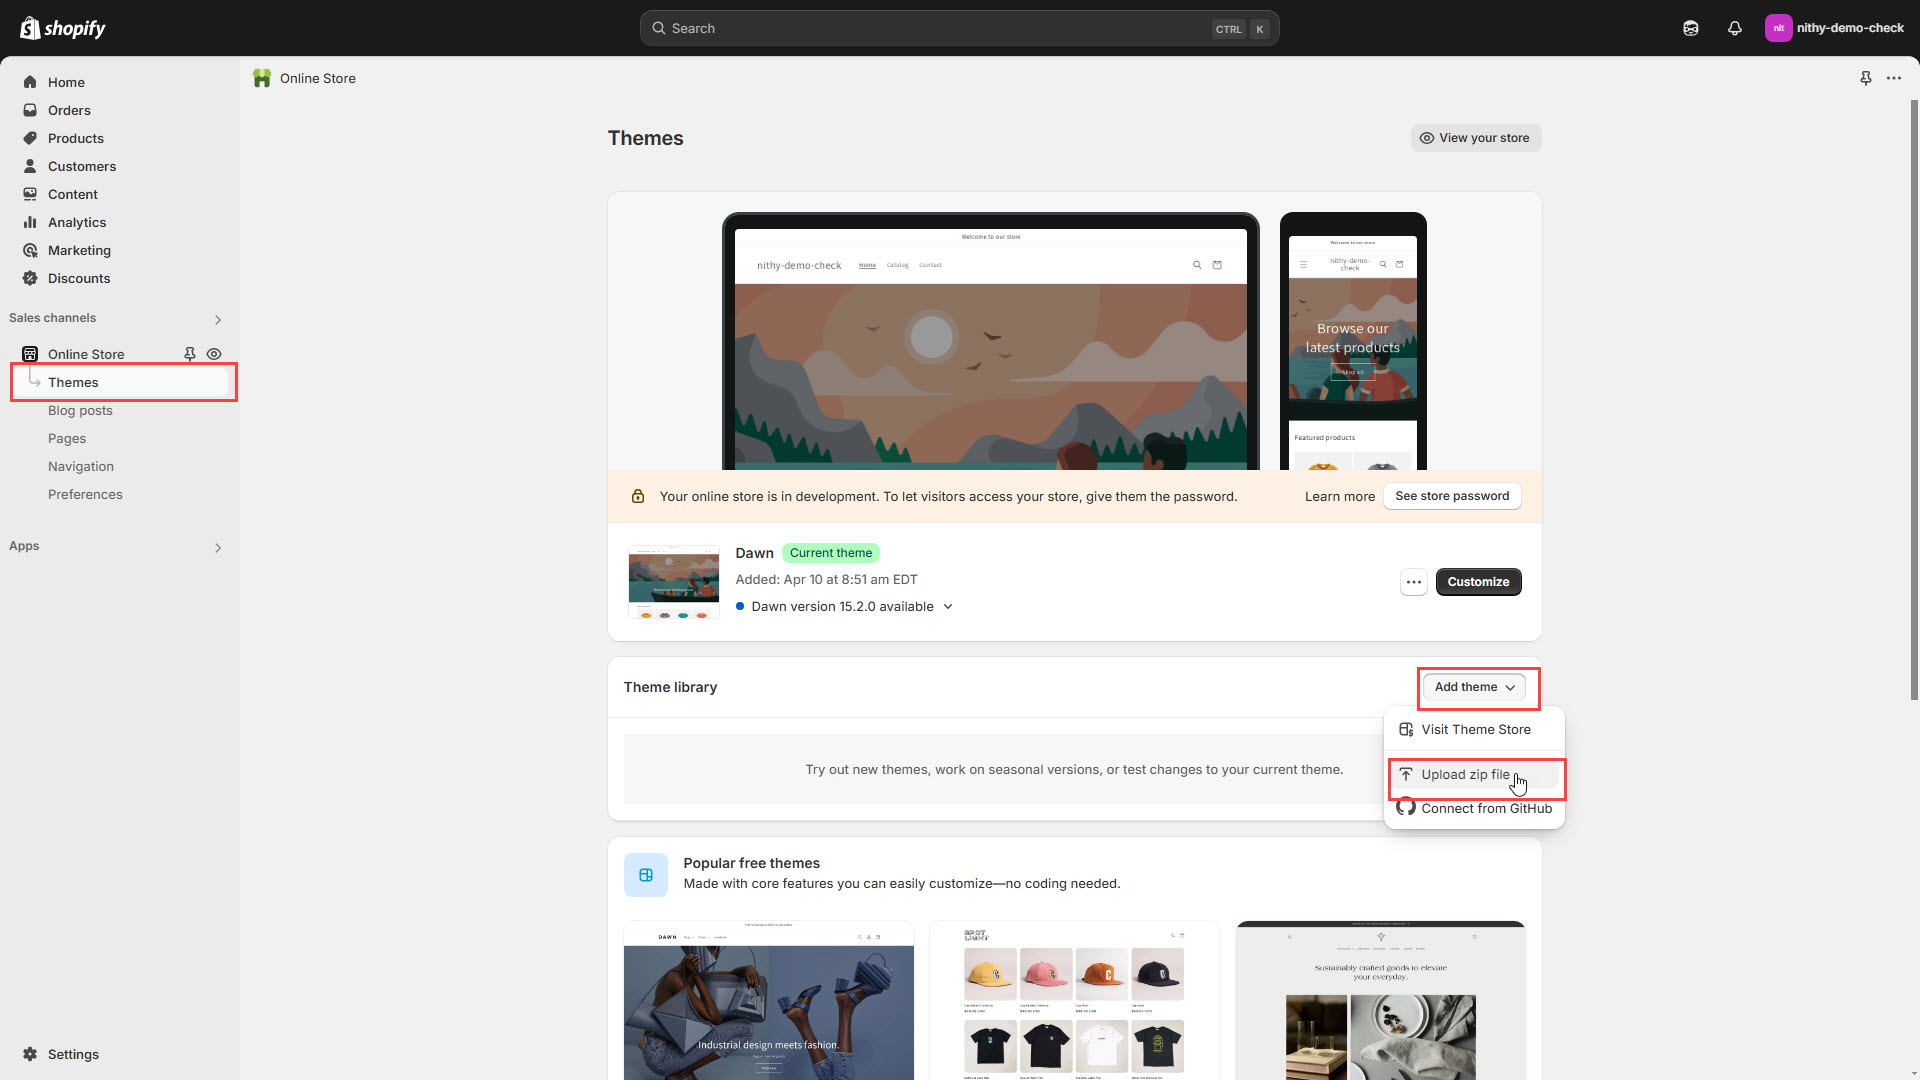 shopify
Search
CTRL K
nit
nithy-demo-check
Home
Orders
Products
Customers
Content
Analytics
Marketing
Discounts
Sales channels
Online Store
Themes
Blog posts
Pages
Navigation
Preferences
Apps
Settings
Online Store
Themes
View your store
Welcome to our store
nithy-demo-check
Home Catalog Contact
Welcome to our store
nithy-demo-
check
Browse our
latest products
Shop all
Featured products
Your online store is in development. To let visitors access your store, give them the password.
Learn more
See store password
Dawn
Current theme
Added: Apr 10 at 8:51 am EDT
Dawn version 15.2.0 available
Customize
Theme library
Add theme
Visit Theme Store
Upload zip file
Connect from GitHub
Try out new themes, work on seasonal versions, or test changes to your current theme.
Popular free themes
Made with core features you can easily customize—no coding needed.
DAWN
Industrial design meets fashion.
SPOT
LIGHT
Sustainably crafted goods to elevate
your everyday.